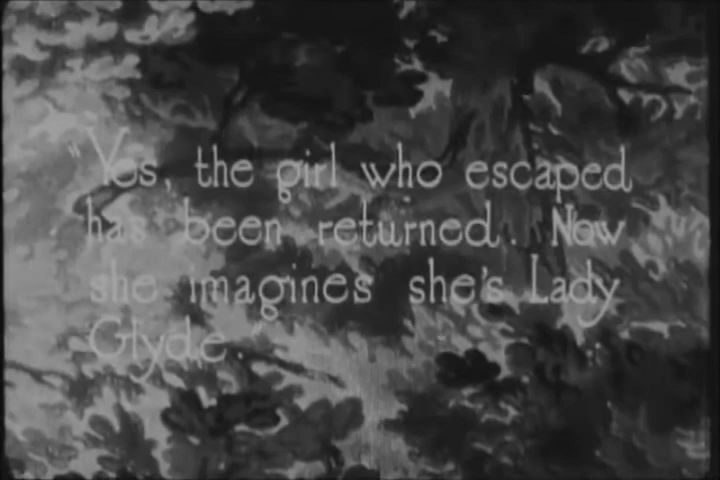 "Yes, the girl who escaped
has been returned. Now
she imagines she's Lady
Glyde."